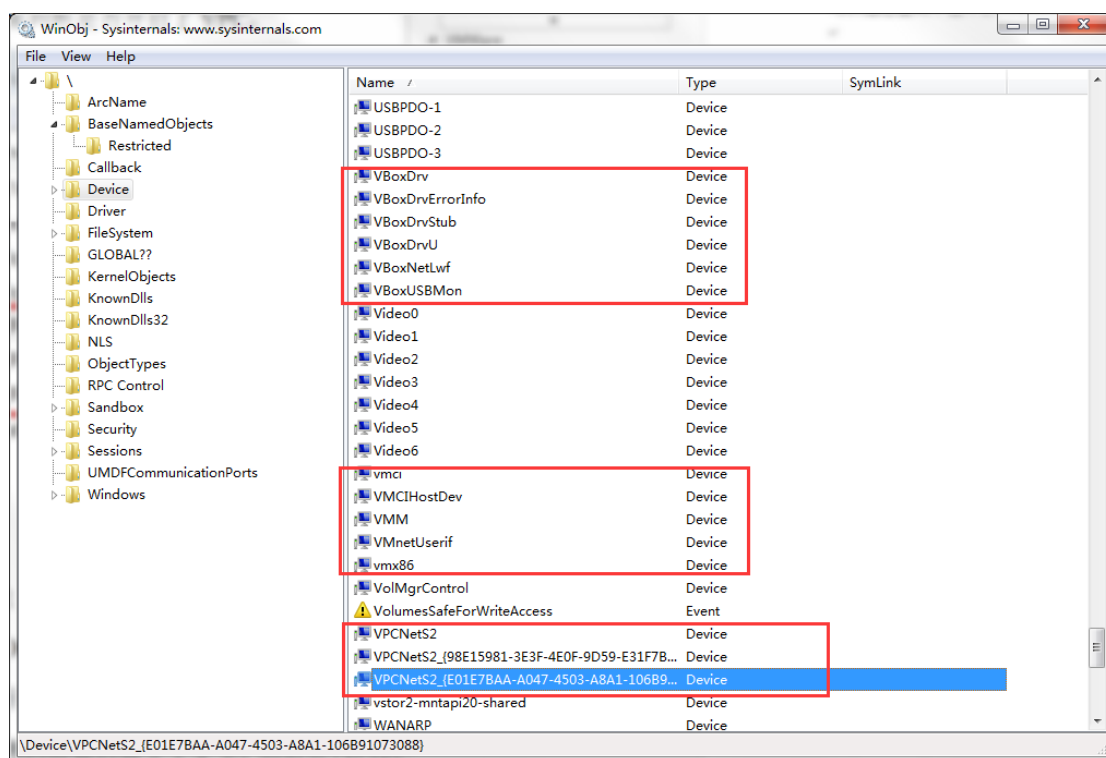 WinObj - Sysinternals: www.sysinternals.com
File View Help
\
ArcName
BaseNamedObjects
Restricted
Callback
Device
Driver
FileSystem
GLOBAL??
KernelObjects
KnownDlls
KnownDlls32
NLS
ObjectTypes
RPC Control
Sandbox
Security
Sessions
UMDFCommunicationPorts
Windows
Name / Type SymLink
USBPDO-1 Device
USBPDO-2 Device
USBPDO-3 Device
VBoxDrv Device
VBoxDrvErrorInfo Device
VBoxDrvStub Device
VBoxDrvU Device
VBoxNetLwf Device
VBoxUSBMon Device
Video0 Device
Video1 Device
Video2 Device
Video3 Device
Video4 Device
Video5 Device
Video6 Device
vmci Device
VMCIHostDev Device
VMM Device
VMnetUserif Device
vmx86 Device
VolMgrControl Device
VolumesSafeForWriteAccess Event
VPCNetS2 Device
VPCNetS2_{98E15981-3E3F-4E0F-9D59-E31F7B... Device
VPCNetS2_{E01E7BAA-A047-4503-A8A1-106B9... Device
vstor2-mntapi20-shared Device
WANARP Device
\Device\VPCNetS2_{E01E7BAA-A047-4503-A8A1-106B91073088}